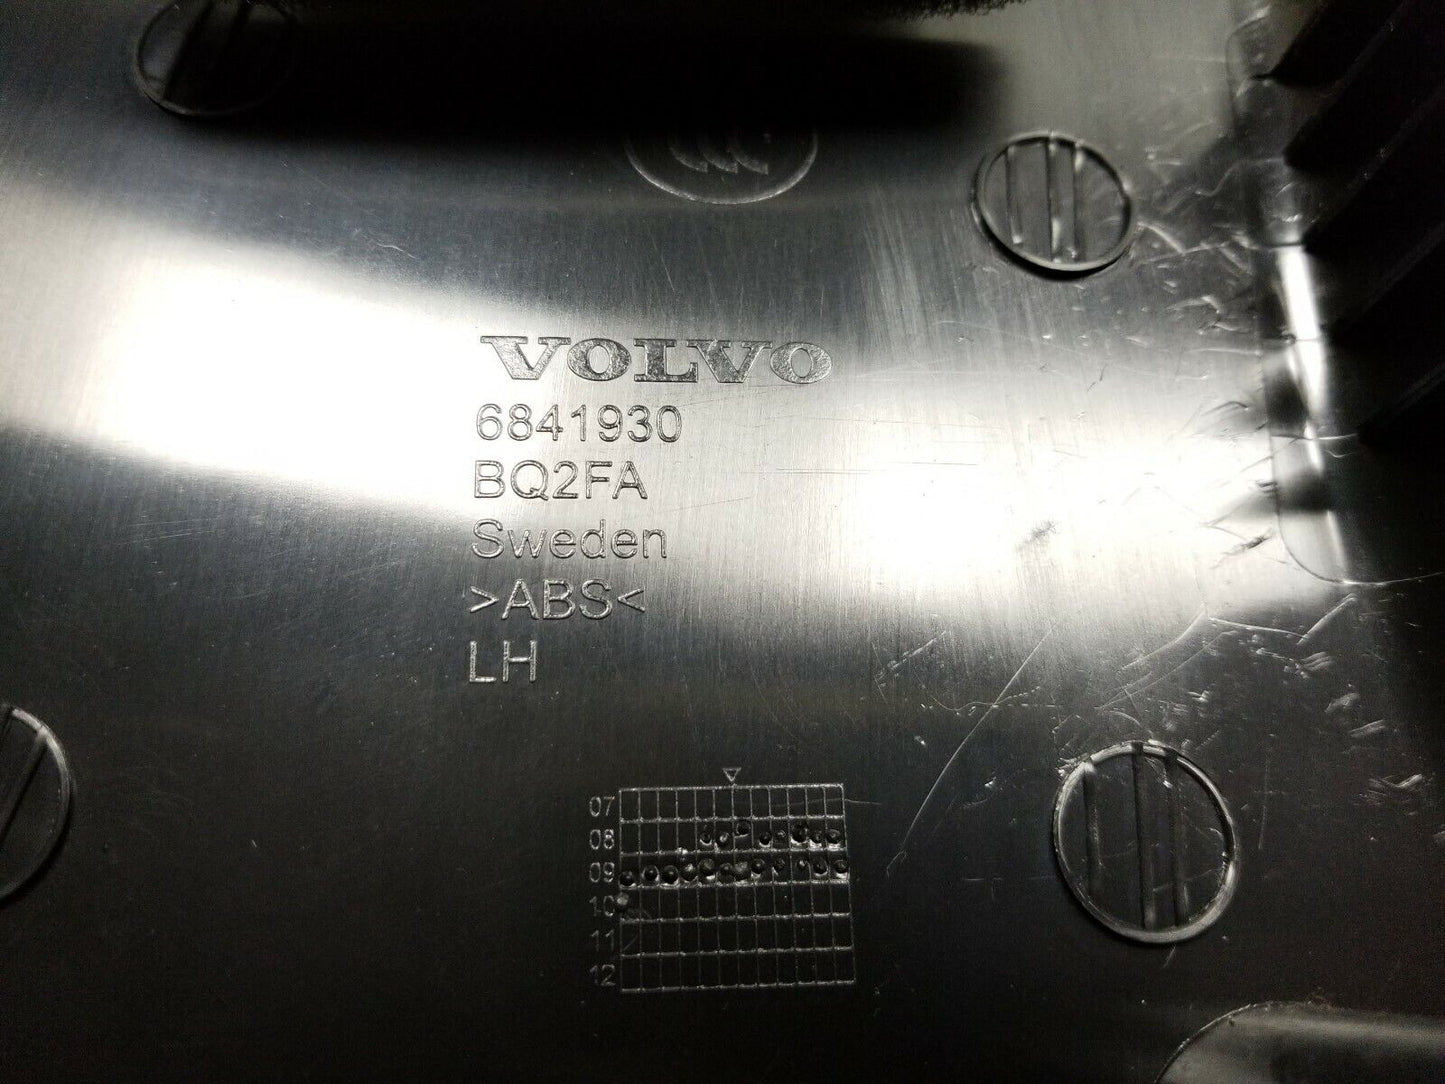 VOLVO
6841930
BQ2FA
Sweden
>ABS<
LH
07
08
09
10
11
12